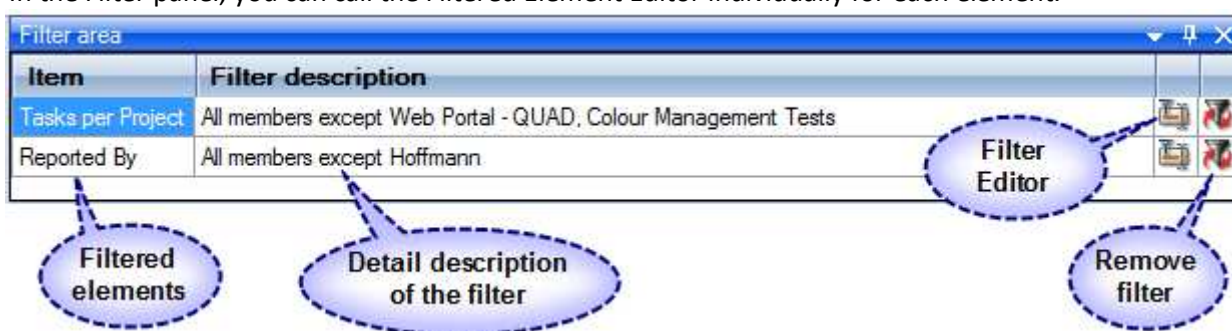 In the Filter panel, you can call the Filtered Element Editor individually for each element.
Filter area
Item Filter description
Tasks per Project All members except Web Portal - QUAD, Colour Management Tests
Reported By All members except Hoffmann
Filter
Editor
Filtered
elements
Detail description
of the filter
Remove
filter